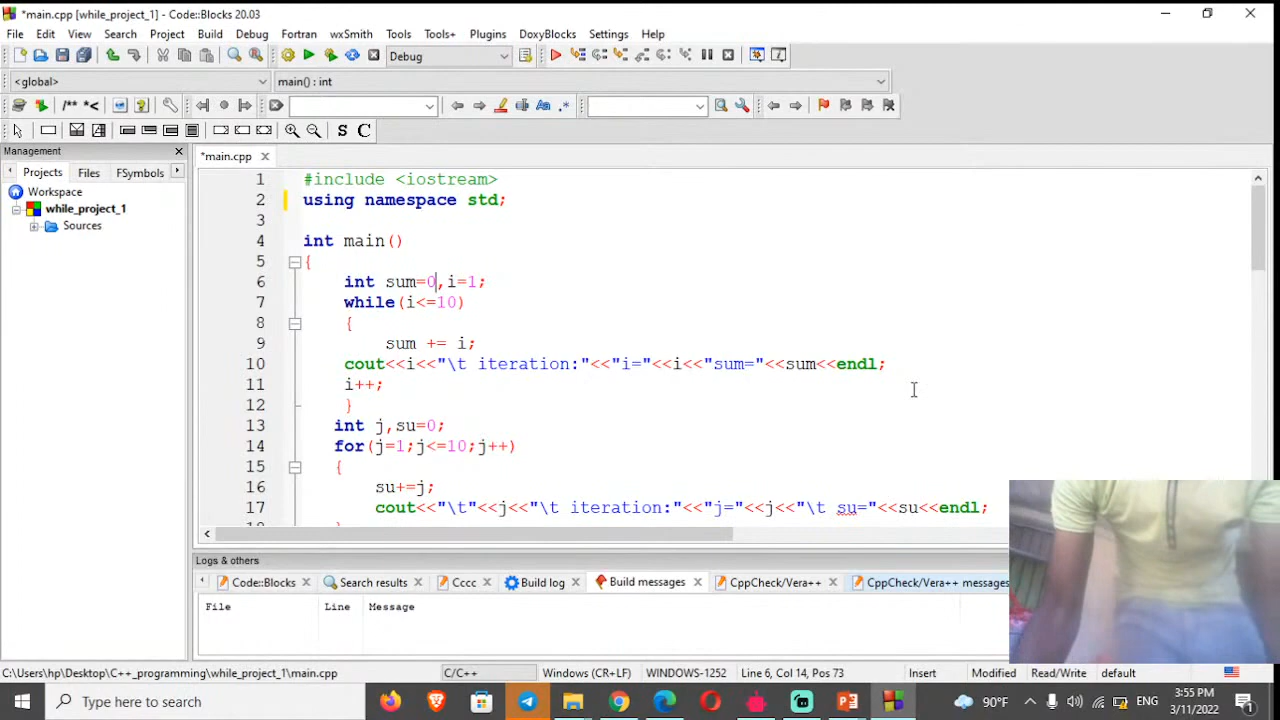 *main.cpp [while_project_1] - Code::Blocks 20.03
File Edit View Search Project Build Debug Fortran wxSmith Tools Tools+ Plugins DoxyBlocks Settings Help
Debug
<global> main() : int
/** *<
S C
Management
Projects Files FSymbols
Workspace
while_project_1
Sources
*main.cpp
1 #include <iostream>
2 using namespace std;
3
4 int main()
5 {
6 int sum=0,i=1;
7 while(i<=10)
8 {
9 sum += i;
10 cout<<i<<"\t iteration:"<<"i="<<i<<"sum="<<sum<<endl;
11 i++;
12 }
13 int j,su=0;
14 for(j=1;j<=10;j++)
15 {
16 su+=j;
17 cout<<"\t"<<j<<"\t iteration:"<<"j="<<j<<"\t su="<<su<<endl;
Logs & others
Code::Blocks Search results Cccc Build log Build messages CppCheck/Vera++ CppCheck/Vera++ messages
File Line Message
C:\Users\hp\Desktop\C++_programming\while_project_1\main.cpp C/C++ Windows (CR+LF) WINDOWS-1252 Line 6, Col 14, Pos 73 Insert Modified Read/Write default
Type here to search
90°F ENG 3:55 PM
3/11/2022